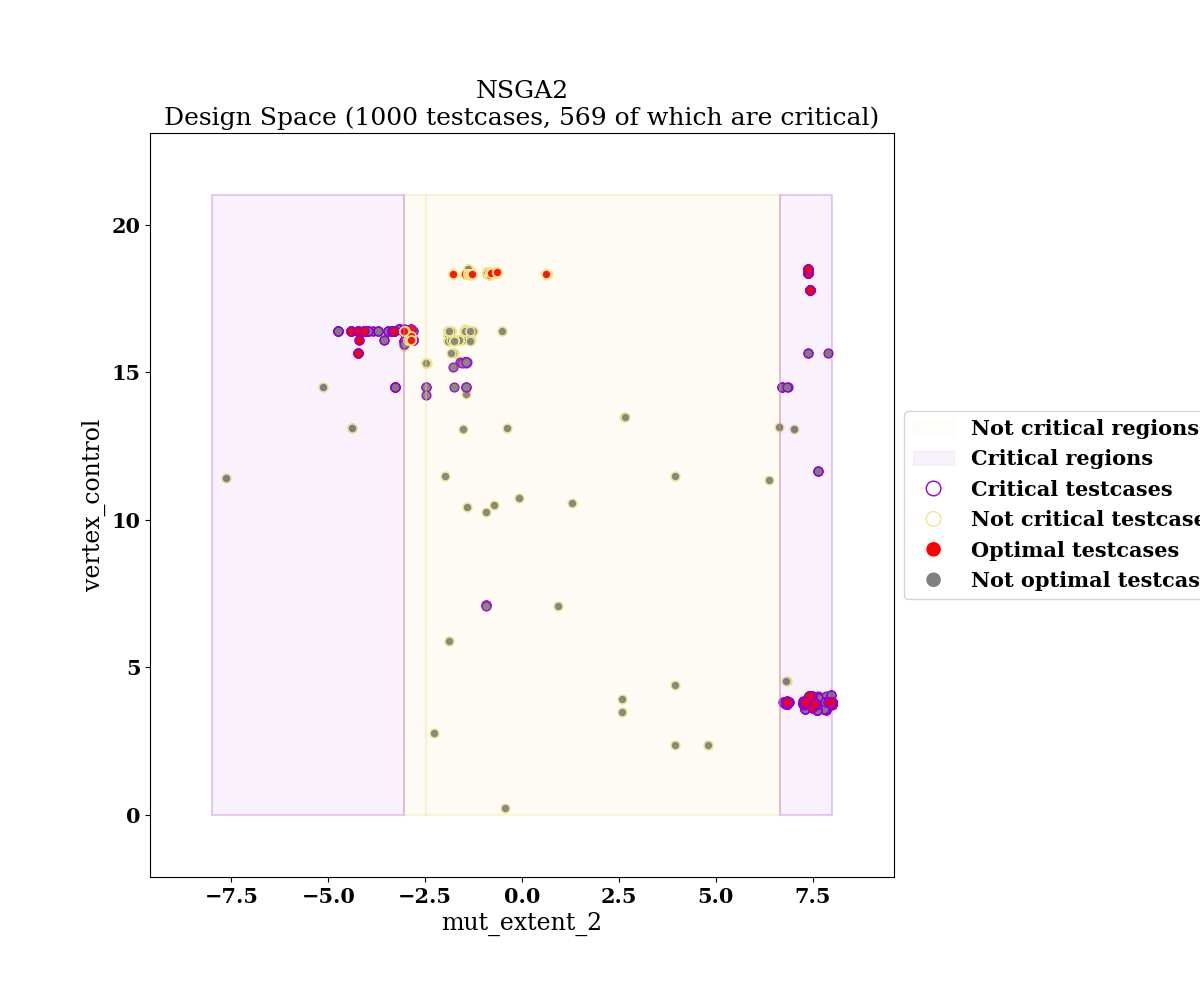 NSGA2
Design Space (1000 testcases, 569 of which are critical)
vertex_control
20
15
10
5
0
−7.5 −5.0 −2.5 0.0 2.5 5.0 7.5
mut_extent_2
Not critical regions
Critical regions
Critical testcases
Not critical testcase
Optimal testcases
Not optimal testcas